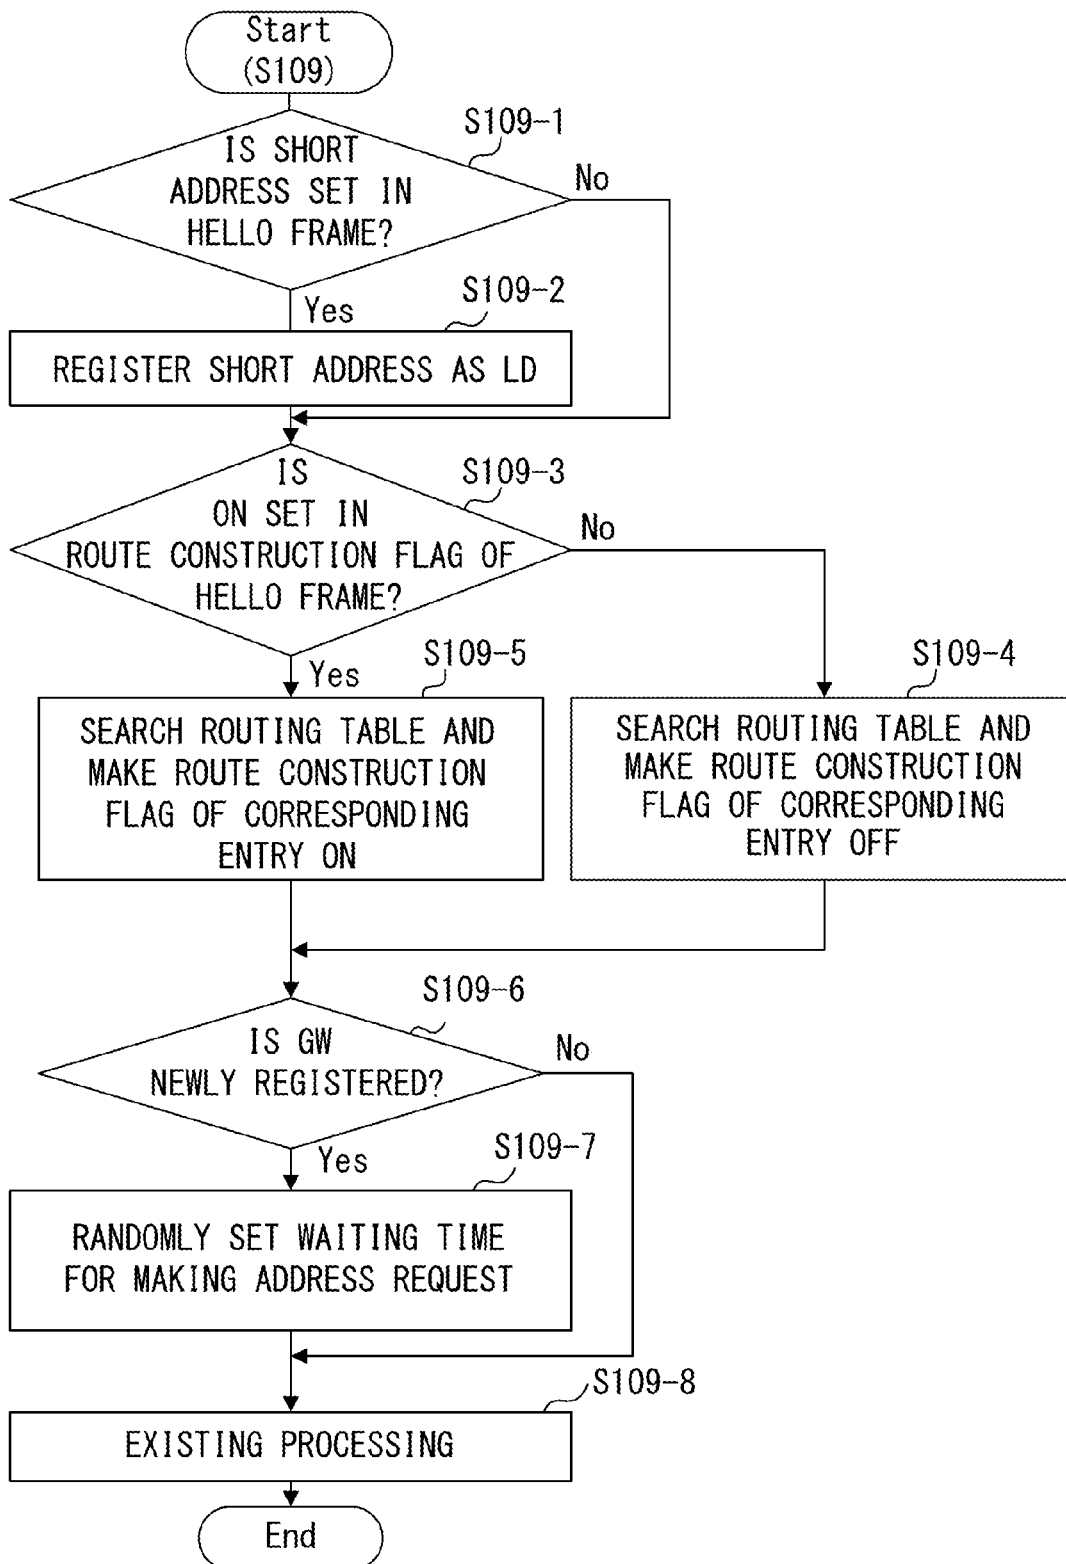 Start
(S109)
S109-1
IS SHORT
ADDRESS SET IN
HELLO FRAME?
No
S109-2
Yes
REGISTER SHORT ADDRESS AS LD
S109-3
IS
ON SET IN
ROUTE CONSTRUCTION FLAG OF
HELLO FRAME?
No
S109-5
Yes
S109-4
SEARCH ROUTING TABLE AND
MAKE ROUTE CONSTRUCTION
FLAG OF CORRESPONDING
ENTRY ON
SEARCH ROUTING TABLE AND
MAKE ROUTE CONSTRUCTION
FLAG OF CORRESPONDING
ENTRY OFF
S109-6
IS GW
NEWLY REGISTERED?
No
S109-7
Yes
RANDOMLY SET WAITING TIME
FOR MAKING ADDRESS REQUEST
S109-8
EXISTING PROCESSING
End